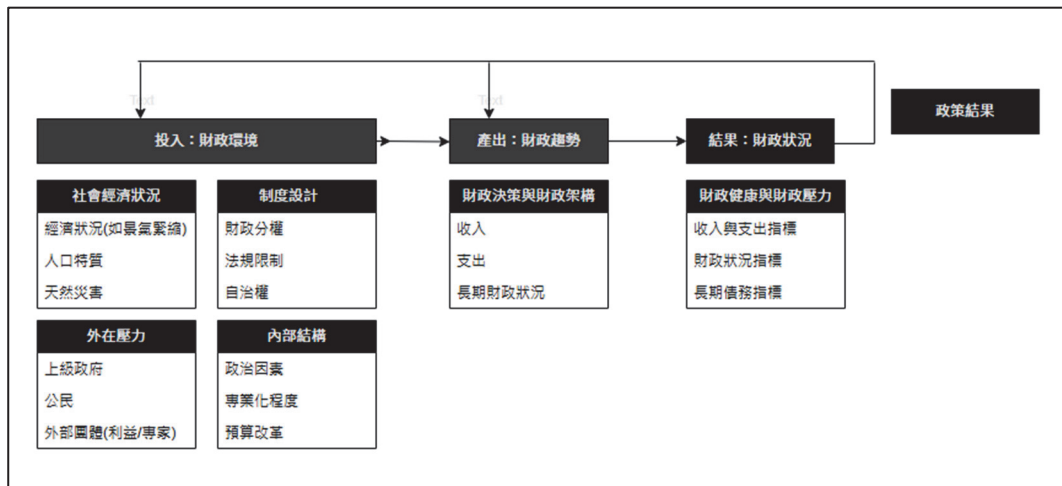 Text
Text
政策結果
投入：財政環境
產出：財政趨勢
結果：財政狀況
社會經濟狀況
經濟狀況(如景氣緊縮)
人口特質
天然災害
制度設計
財政分權
法規限制
自治權
財政決策與財政架構
收入
支出
長期財政狀況
財政健康與財政壓力
收入與支出指標
財政狀況指標
長期債務指標
外在壓力
上級政府
公民
外部團體(利益/專家)
內部結構
政治因素
專業化程度
預算改革